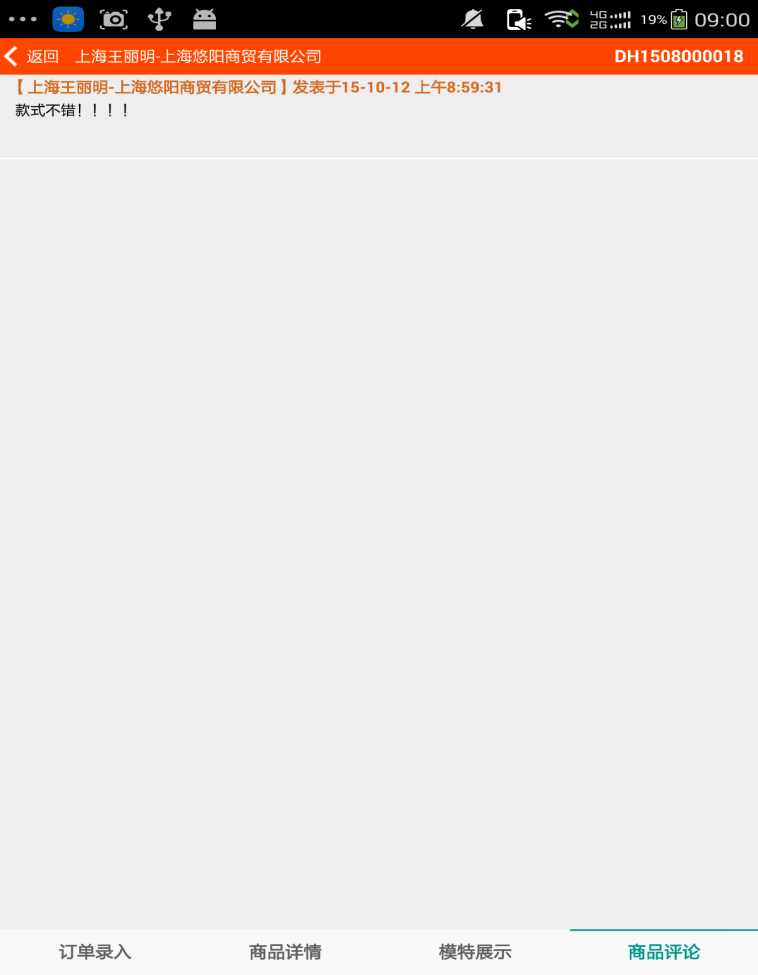 4G
2G
19%
09:00
返回 上海王丽明-上海悠阳商贸有限公司 DH1508000018
【上海王丽明-上海悠阳商贸有限公司】发表于15-10-12 上午8:59:31
款式不错！！！！
订单录入 商品详情 模特展示 商品评论